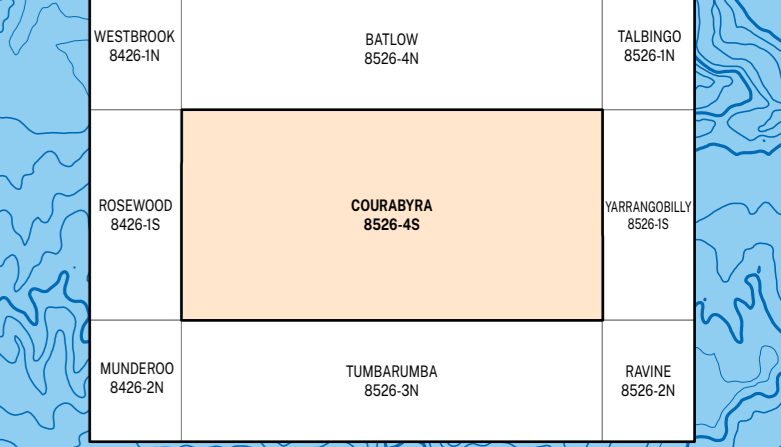 WESTBROOK
8426-1N
BATLOW
8526-4N
TALBINGO
8526-1N
ROSEWOOD
8426-1S
COURABYRA
8526-4S
YARRANGOBILLY
8526-1S
MUNDEROO
8426-2N
TUMBARUMBA
8526-3N
RAVINE
8526-2N